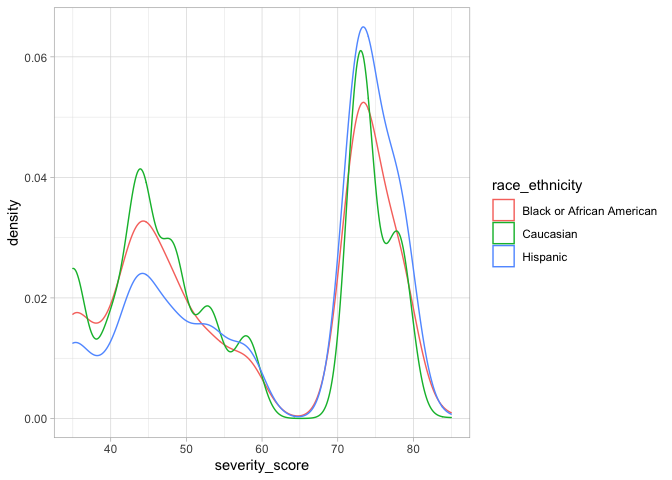 0.06
0.04
0.02
0.00
density
40 50 60 70 80
severity_score
race_ethnicity
Black or African American
Caucasian
Hispanic